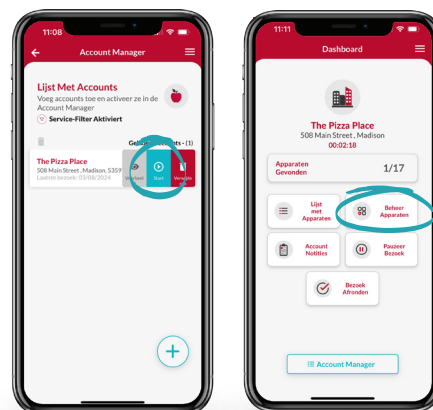 11:08
Account Manager
Lijst Met Accounts
Voeg accounts toe en activeer ze in de
Account Manager
Service-Filter Aktiviert
The Pizza Place
508 Main Street , Madison, 5359
Laatste bezoek: 03/08/2024
Start
11:11
Dashboard
The Pizza Place
508 Main Street , Madison
00:02:18
Apparaten
Gevonden
1/17
Lijst
met
Apparaten
Beheer
Apparaten
Account
Notities
Pauzeer
Bezoek
Bezoek
Afronden
Account Manager